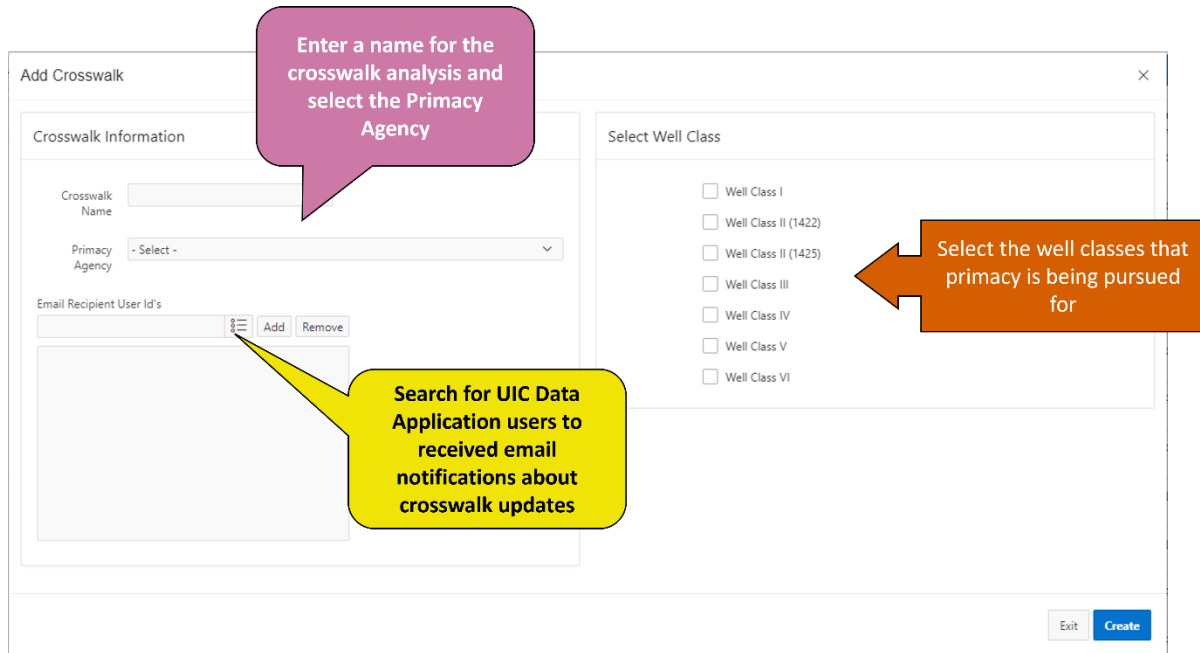 Enter a name for the
crosswalk analysis and
select the Primacy
Agency
Add Crosswalk
Crosswalk Information
Crosswalk
Name
Primacy
Agency
- Select -
Email Recipient User Id's
Add
Remove
Search for UIC Data
Application users to
received email
notifications about
crosswalk updates
Select Well Class
Well Class I
Well Class II (1422)
Well Class II (1425)
Well Class III
Well Class IV
Well Class V
Well Class VI
Select the well classes that
primacy is being pursued
for
Exit
Create